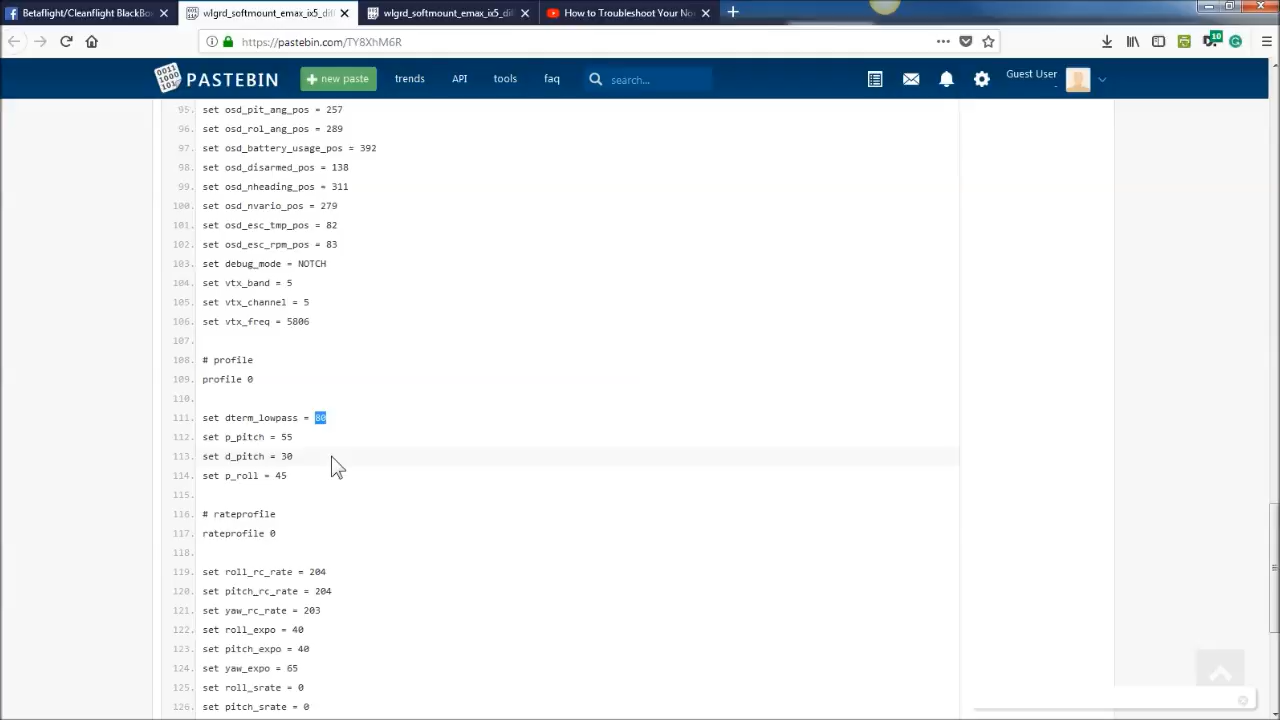 Betaflight/Cleanflight BlackBo
wlgrd_softmount_emax_ix5_dif
wlgrd_softmount_emax_ix5_dif
How to Troubleshoot Your No
https://pastebin.com/TY8XhM6R
10
0011
1000
101
PASTEBIN
new paste
trends
API
tools
faq
search...
Guest User
-
95. set osd_pit_ang_pos = 257
96. set osd_rol_ang_pos = 289
97. set osd_battery_usage_pos = 392
98. set osd_disarmed_pos = 138
99. set osd_nheading_pos = 311
100. set osd_nvario_pos = 279
101. set osd_esc_tmp_pos = 82
102. set osd_esc_rpm_pos = 83
103. set debug_mode = NOTCH
104. set vtx_band = 5
105. set vtx_channel = 5
106. set vtx_freq = 5806
107.
108. # profile
109. profile 0
110.
111. set dterm_lowpass = 80
112. set p_pitch = 55
113. set d_pitch = 30
114. set p_roll = 45
115.
116. # rateprofile
117. rateprofile 0
118.
119. set roll_rc_rate = 204
120. set pitch_rc_rate = 204
121. set yaw_rc_rate = 203
122. set roll_expo = 40
123. set pitch_expo = 40
124. set yaw_expo = 65
125. set roll_srate = 0
126. set pitch_srate = 0